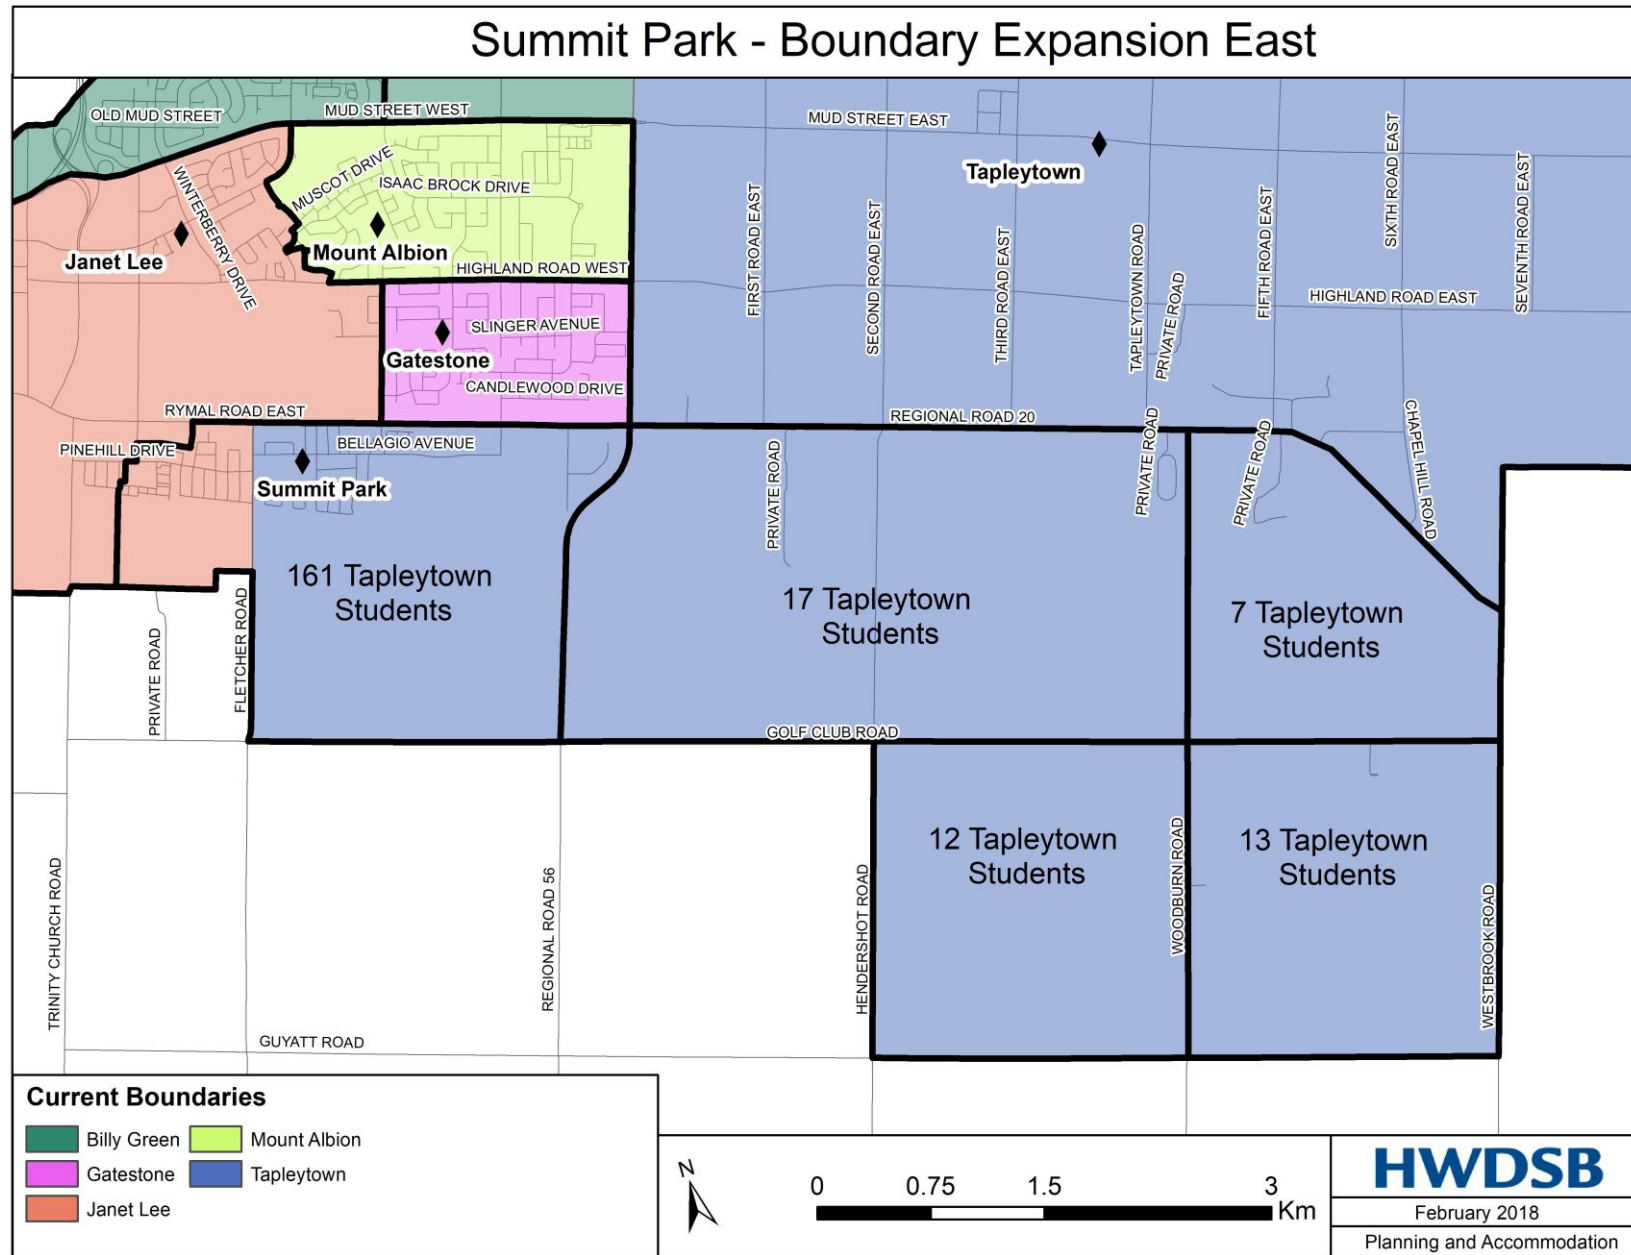 Summit Park - Boundary Expansion East
OLD MUD STREET
MUD STREET WEST
MUD STREET EAST
Tapleytown
WINTERBERRY DRIVE
MUSCOT DRIVE
ISAAC BROCK DRIVE
Janet Lee
Mount Albion
HIGHLAND ROAD WEST
FIRST ROAD EAST
SECOND ROAD EAST
THIRD ROAD EAST
TAPLEYTOWN ROAD
PRIVATE ROAD
FIFTH ROAD EAST
SIXTH ROAD EAST
SEVENTH ROAD EAST
HIGHLAND ROAD EAST
SLINGER AVENUE
Gatestone
CANDLEWOOD DRIVE
RYMAL ROAD EAST
REGIONAL ROAD 20
PINEHILL DRIVE
BELLAGIO AVENUE
Summit Park
PRIVATE ROAD
PRIVATE ROAD
PRIVATE ROAD
CHAPEL HILL ROAD
161 Tapleytown
Students
17 Tapleytown
Students
7 Tapleytown
Students
PRIVATE ROAD
FLETCHER ROAD
GOLF CLUB ROAD
12 Tapleytown
Students
13 Tapleytown
Students
TRINITY CHURCH ROAD
REGIONAL ROAD 56
HENDERSHOT ROAD
WOODBURN ROAD
WESTBROOK ROAD
GUYATT ROAD
Current Boundaries
Billy Green
Mount Albion
Gatestone
Tapleytown
Janet Lee
N
0 0.75 1.5 3
Km
HWDSB
February 2018
Planning and Accommodation